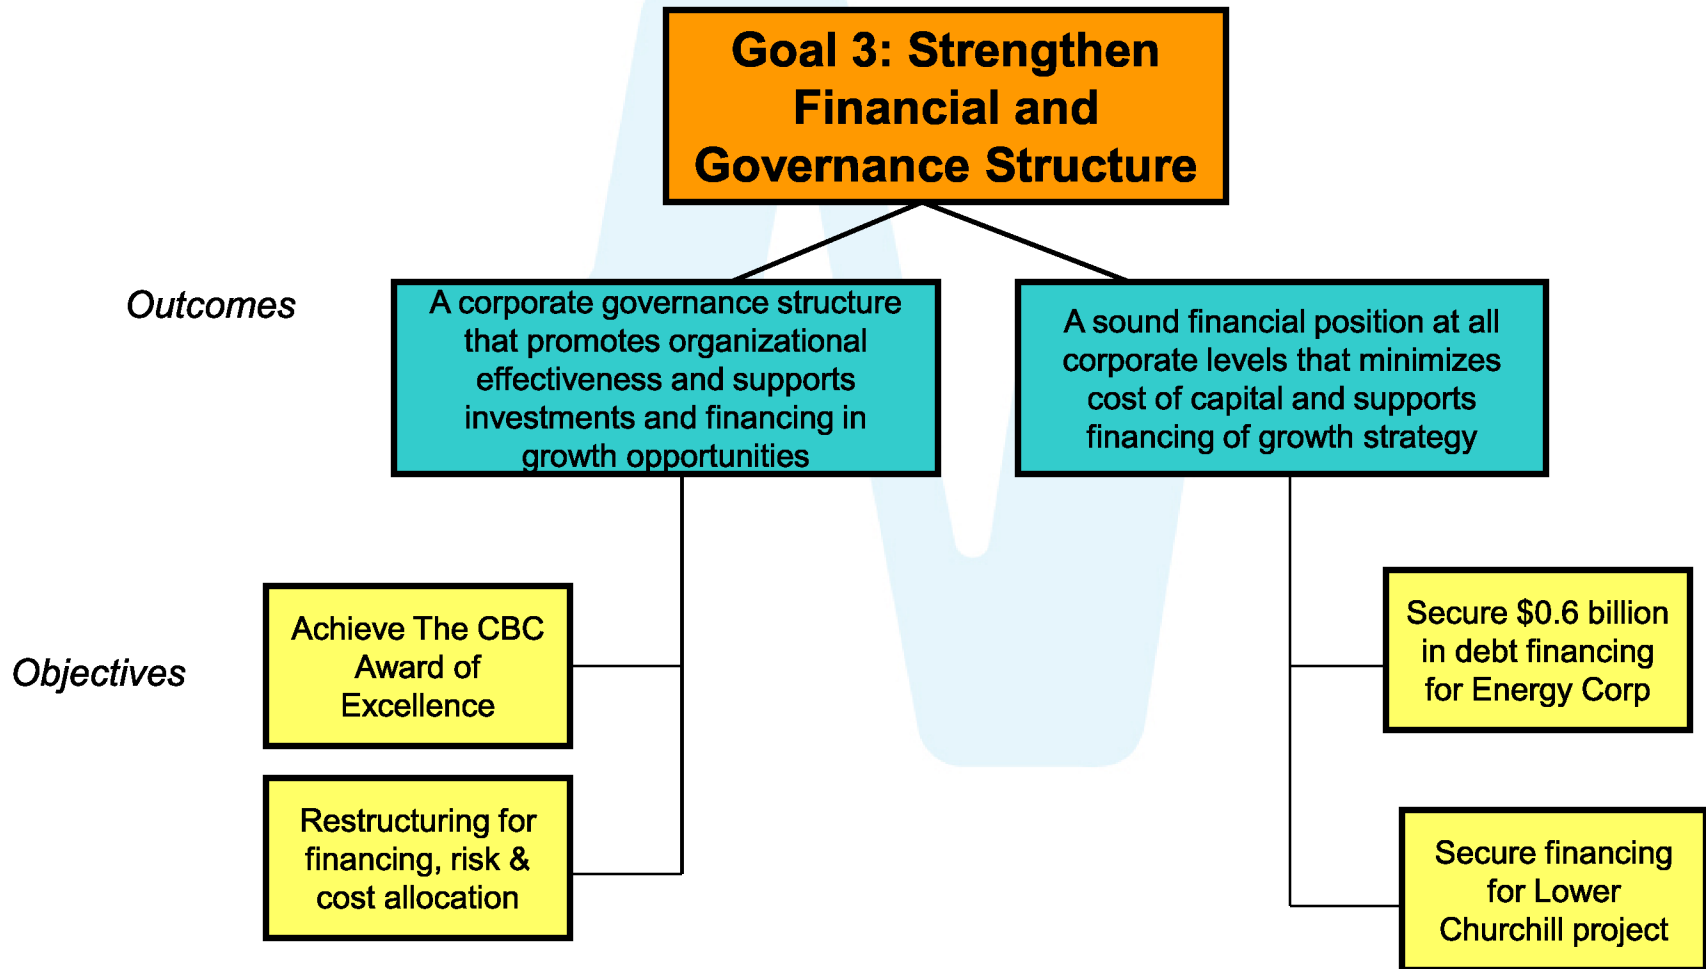 Goal 3: Strengthen
Financial and
Governance Structure
Outcomes
A corporate governance structure
that promotes organizational
effectiveness and supports
investments and financing in
growth opportunities
A sound financial position at all
corporate levels that minimizes
cost of capital and supports
financing of growth strategy
Objectives
Achieve The CBC
Award of
Excellence
Restructuring for
financing, risk &
cost allocation
Secure $0.6 billion
in debt financing
for Energy Corp
Secure financing
for Lower
Churchill project